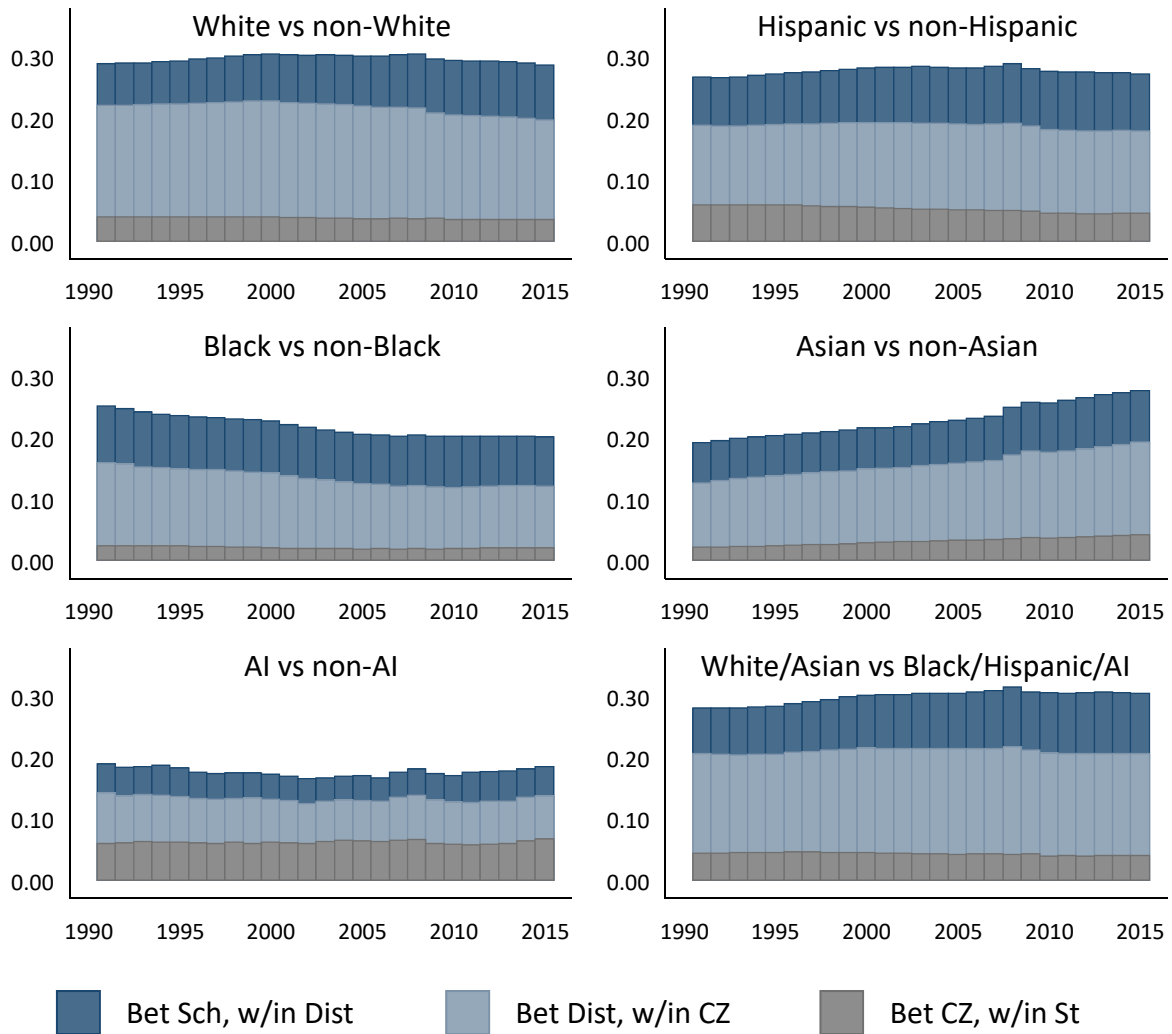 White vs non-White
0.30
0.20
0.10
0.00
1990 1995 2000 2005 2010 2015
Hispanic vs non-Hispanic
0.30
0.20
0.10
0.00
1990 1995 2000 2005 2010 2015
Black vs non-Black
0.30
0.20
0.10
0.00
1990 1995 2000 2005 2010 2015
Asian vs non-Asian
0.30
0.20
0.10
0.00
1990 1995 2000 2005 2010 2015
AI vs non-AI
0.30
0.20
0.10
0.00
1990 1995 2000 2005 2010 2015
White/Asian vs Black/Hispanic/AI
0.30
0.20
0.10
0.00
1990 1995 2000 2005 2010 2015
Bet Sch, w/in Dist Bet Dist, w/in CZ Bet CZ, w/in St